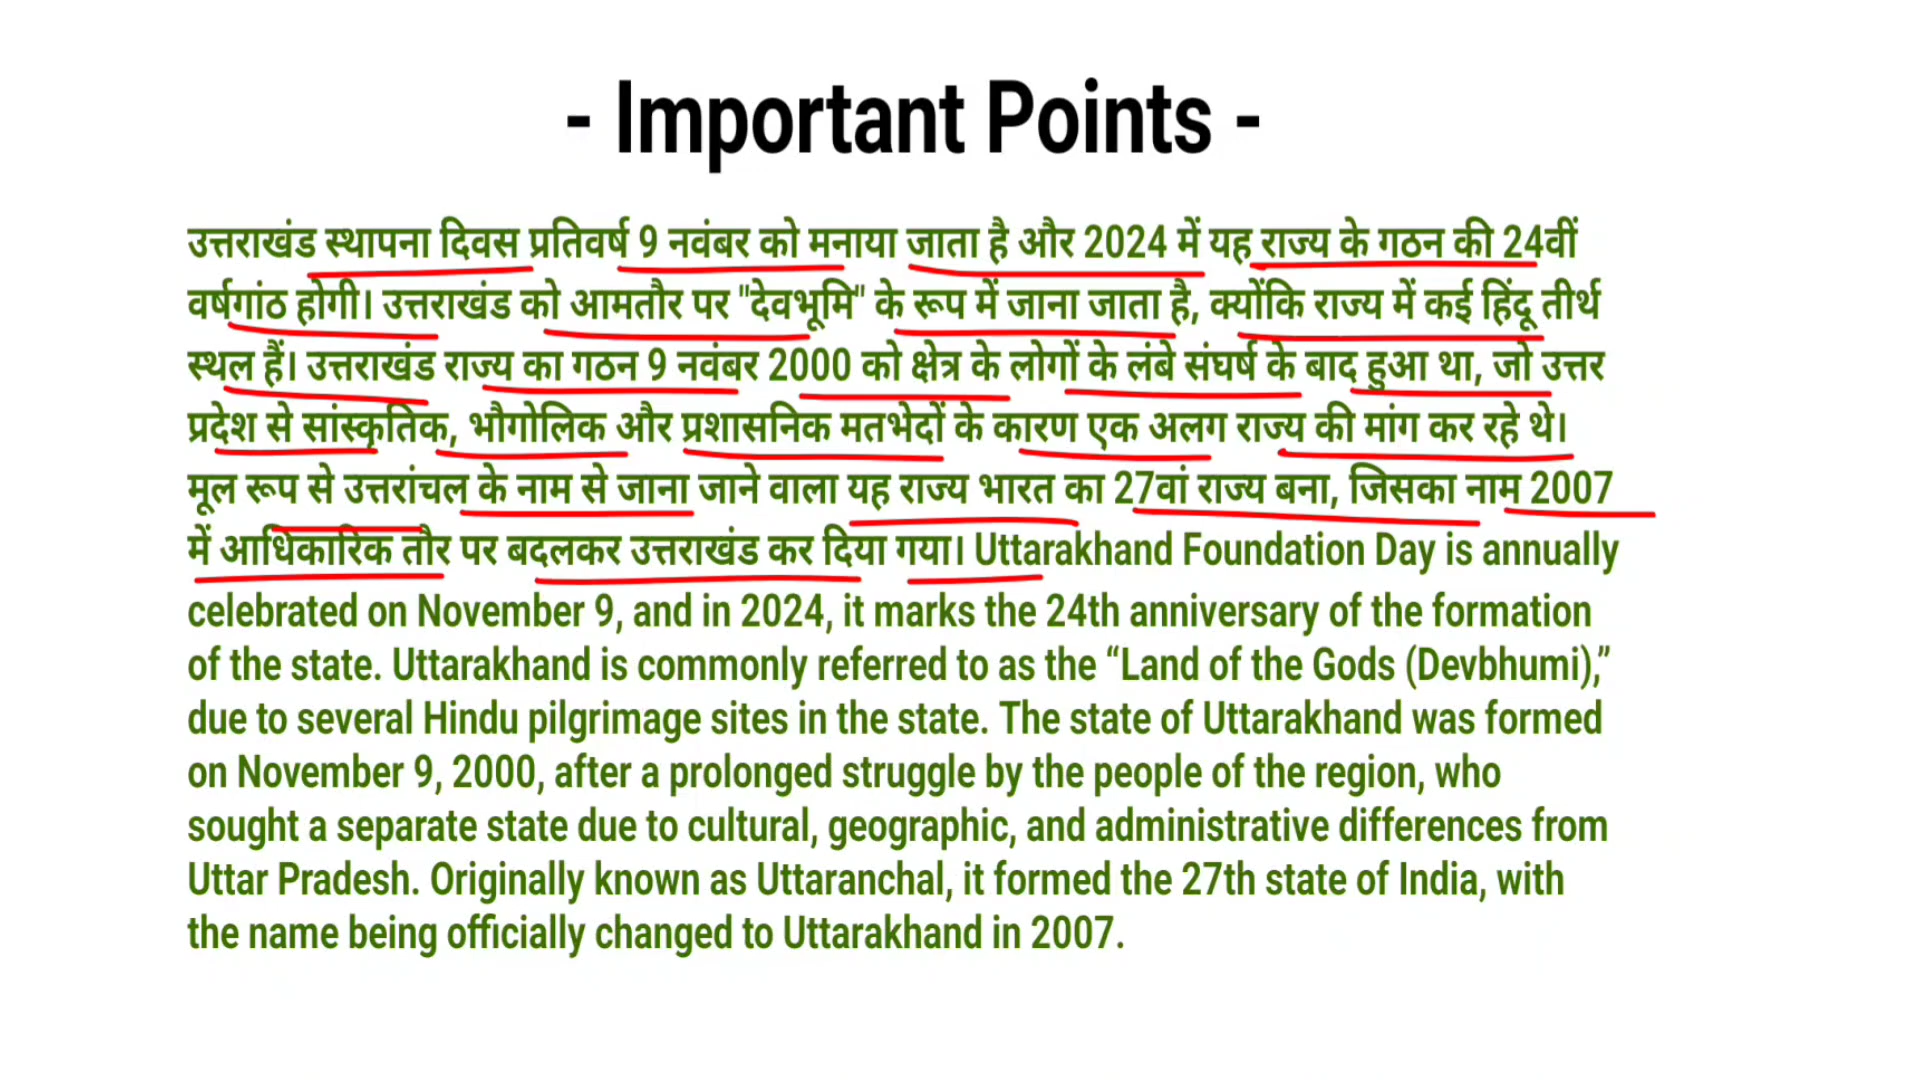 - Important Points -
उत्तराखंड स्थापना दिवस प्रतिवर्ष 9 नवंबर को मनाया जाता है और 2024 में यह राज्य के गठन की 24वीं
वर्षगांठ होगी। उत्तराखंड को आमतौर पर "देवभूमि" के रूप में जाना जाता है, क्योंकि राज्य में कई हिंदू तीर्थ
स्थल हैं। उत्तराखंड राज्य का गठन 9 नवंबर 2000 को क्षेत्र के लोगों के लंबे संघर्ष के बाद हुआ था, जो उत्तर
प्रदेश से सांस्कृतिक, भौगोलिक और प्रशासनिक मतभेदों के कारण एक अलग राज्य की मांग कर रहे थे।
मूल रूप से उत्तरांचल के नाम से जाना जाने वाला यह राज्य भारत का 27वां राज्य बना, जिसका नाम 2007
में आधिकारिक तौर पर बदलकर उत्तराखंड कर दिया गया। Uttarakhand Foundation Day is annually
celebrated on November 9, and in 2024, it marks the 24th anniversary of the formation
of the state. Uttarakhand is commonly referred to as the “Land of the Gods (Devbhumi),”
due to several Hindu pilgrimage sites in the state. The state of Uttarakhand was formed
on November 9, 2000, after a prolonged struggle by the people of the region, who
sought a separate state due to cultural, geographic, and administrative differences from
Uttar Pradesh. Originally known as Uttaranchal, it formed the 27th state of India, with
the name being officially changed to Uttarakhand in 2007.